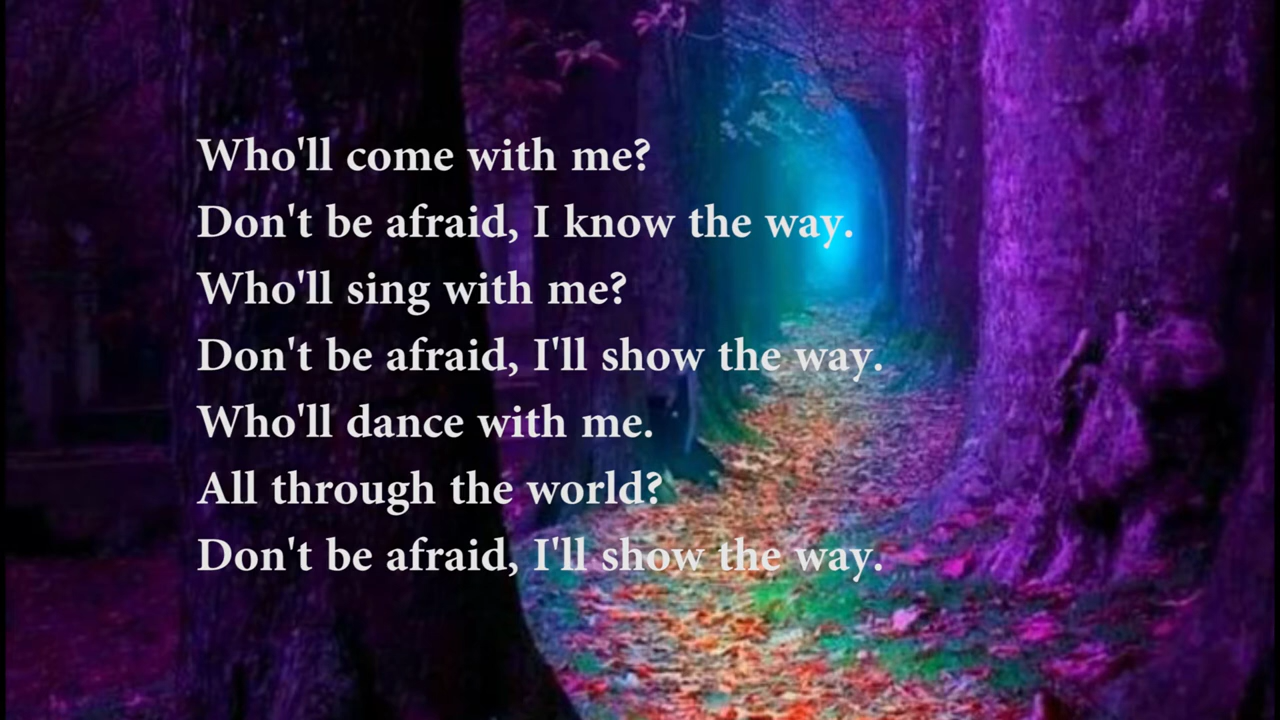 Who'll come with me?
Don't be afraid, I know the way.
Who'll sing with me?
Don't be afraid, I'll show the way.
Who'll dance with me.
All through the world?
Don't be afraid, I'll show the way.